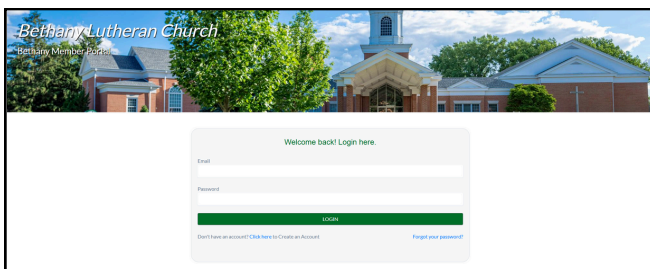 Bethany Lutheran Church
Bethany Member Portal
Welcome back! Login here.
Email
Password
LOGIN
Don't have an account? Click here to Create an Account
Forgot your password?